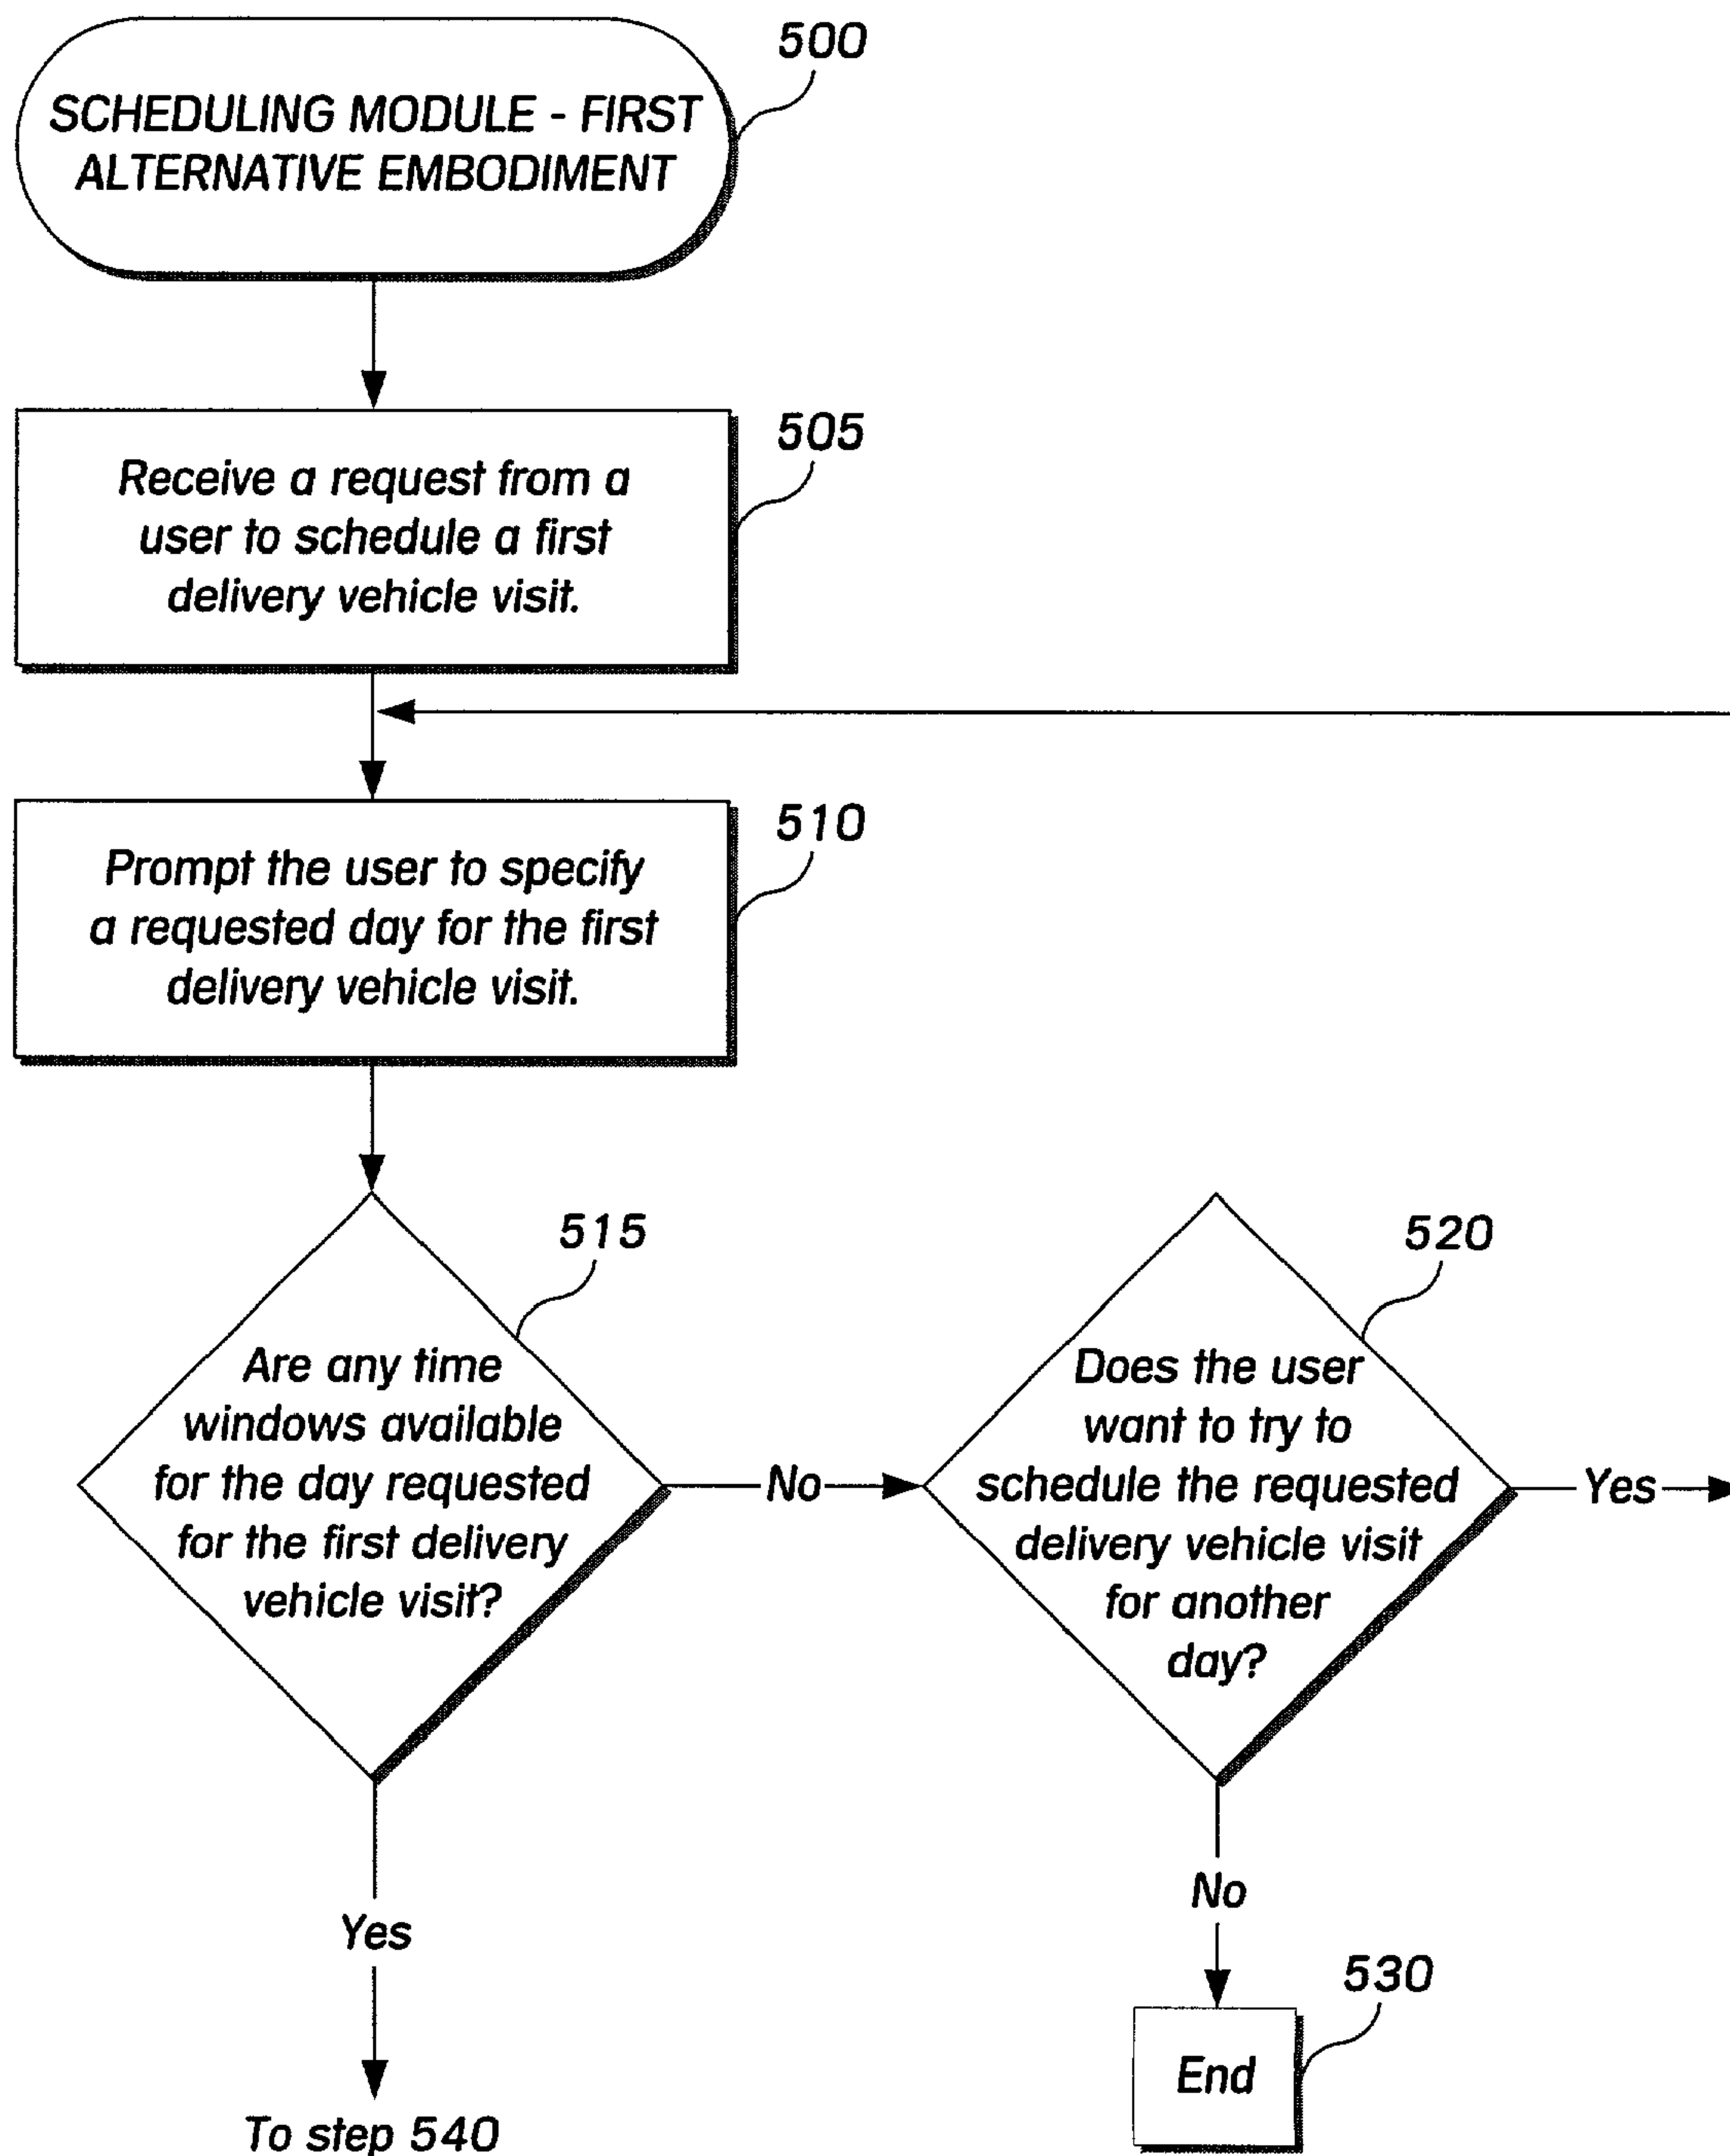 500
SCHEDULING MODULE - FIRST
ALTERNATIVE EMBODIMENT
505
Receive a request from a
user to schedule a first
delivery vehicle visit.
510
Prompt the user to specify
a requested day for the first
delivery vehicle visit.
515
Are any time
windows available
for the day requested
for the first delivery
vehicle visit?
No
520
Does the user
want to try to
schedule the requested
delivery vehicle visit
for another
day?
Yes
Yes
To step 540
No
530
End